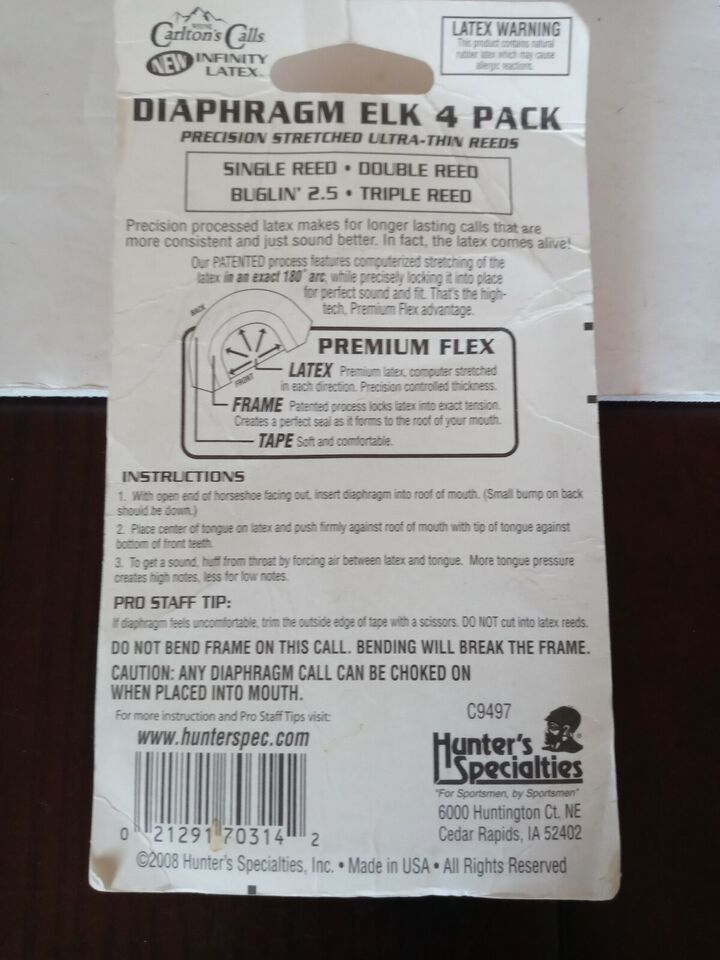 WAYNE
Carlton's Calls
NEW INFINITY
LATEX
LATEX WARNING
This product contains natural
rubber latex which may cause
allergic reactions.
DIAPHRAGM ELK 4 PACK
PRECISION STRETCHED ULTRA-THIN REEDS
SINGLE REED • DOUBLE REED
BUGLIN' 2.5 • TRIPLE REED
Precision processed latex makes for longer lasting calls that are
more consistent and just sound better. In fact, the latex comes alive!
Our PATENTED process features computerized stretching of the
latex in an exact 180° arc, while precisely locking it into place
for perfect sound and fit. That's the high-
tech, Premium Flex advantage.
BACK
FRONT
PREMIUM FLEX
LATEX Premium latex, computer stretched
in each direction. Precision controlled thickness.
FRAME Patented process locks latex into exact tension.
Creates a perfect seal as it forms to the roof of your mouth.
TAPE Soft and comfortable.
INSTRUCTIONS
1. With open end of horseshoe facing out, insert diaphragm into roof of mouth. (Small bump on back
should be down.)
2. Place center of tongue on latex and push firmly against roof of mouth with tip of tongue against
bottom of front teeth.
3. To get a sound, huff from throat by forcing air between latex and tongue. More tongue pressure
creates high notes, less for low notes.
PRO STAFF TIP:
If diaphragm feels uncomfortable, trim the outside edge of tape with a scissors. DO NOT cut into latex reeds.
DO NOT BEND FRAME ON THIS CALL. BENDING WILL BREAK THE FRAME.
CAUTION: ANY DIAPHRAGM CALL CAN BE CHOKED ON
WHEN PLACED INTO MOUTH.
For more instruction and Pro Staff Tips visit:
www.hunterspec.com
0 21291 70314 2
C9497
Hunter's
Specialties
"For Sportsmen, by Sportsmen"
6000 Huntington Ct. NE
Cedar Rapids, IA 52402
©2008 Hunter's Specialties, Inc. • Made in USA • All Rights Reserved